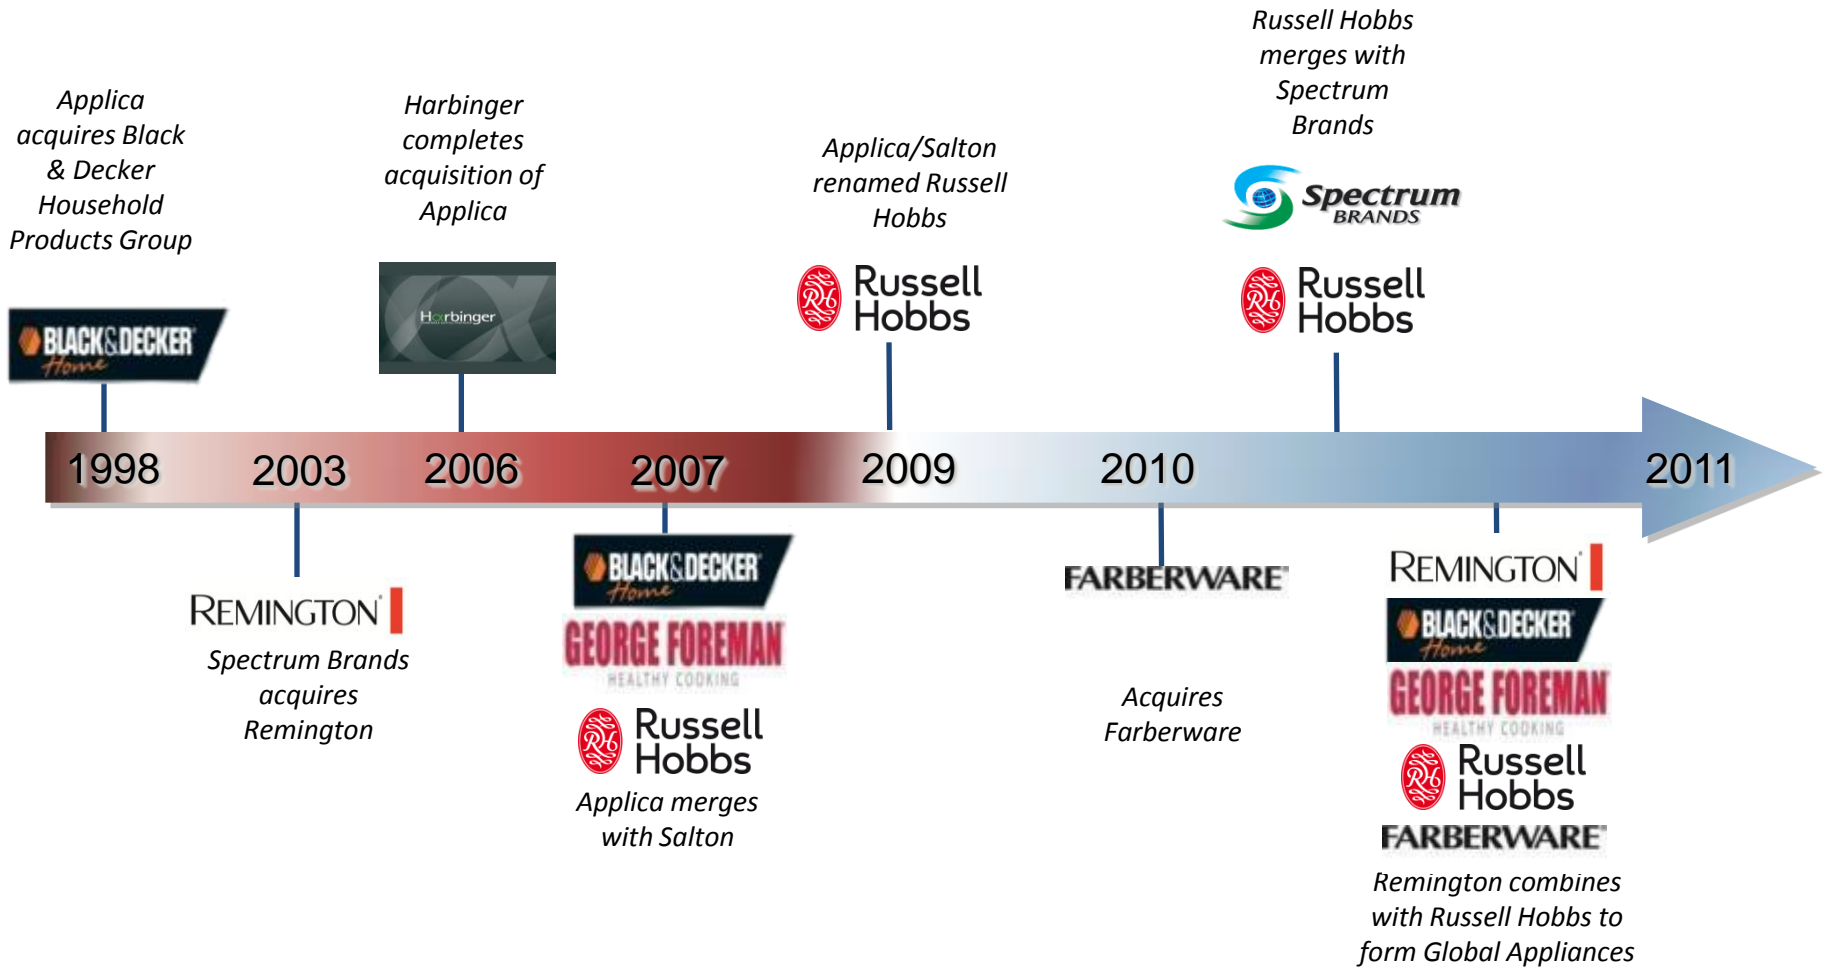 Applica
acquires Black
& Decker
Household
Products Group
BLACK&DECKER
Home
Harbinger
completes
acquisition of
Applica
Harbinger
Applica/Salton
renamed Russell
Hobbs
RH
Russell
Hobbs
Russell Hobbs
merges with
Spectrum
Brands
Spectrum
BRANDS
RH
Russell
Hobbs
1998
2003
2006
2007
2009
2010
2011
REMINGTON
Spectrum Brands
acquires
Remington
BLACK&DECKER
Home
GEORGE FOREMAN
HEALTHY COOKING
RH
Russell
Hobbs
Applica merges
with Salton
FARBERWARE
Acquires
Farberware
REMINGTON
BLACK&DECKER
Home
GEORGE FOREMAN
HEALTHY COOKING
RH
Russell
Hobbs
FARBERWARE
Remington combines
with Russell Hobbs to
form Global Appliances